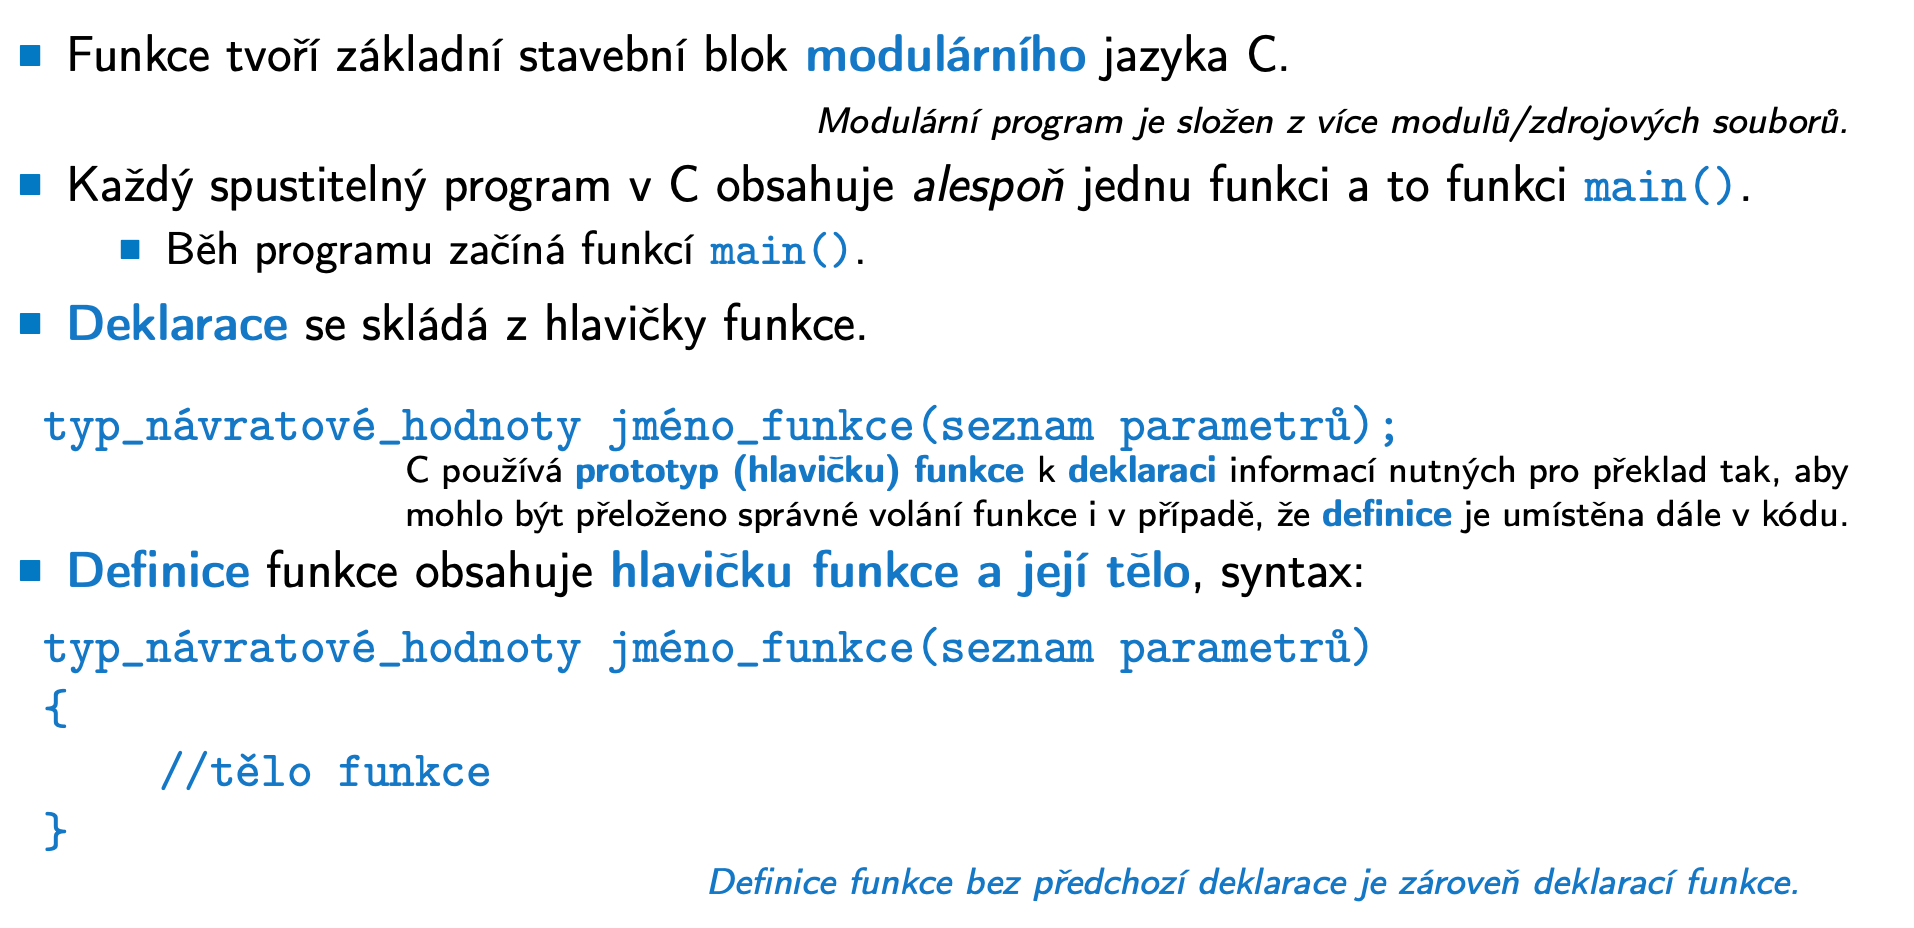 Funkce tvoří základní stavební blok modulárního jazyka C.
Modulární program je složen z více modulů/zdrojových souborů.
Každý spustitelný program v C obsahuje alespoň jednu funkci a to funkci main().
Běh programu začíná funkcí main().
Deklarace se skládá z hlavičky funkce.
typ_návratové_hodnoty jméno_funkce(seznam parametrů);
C používá prototyp (hlavičku) funkce k deklaraci informací nutných pro překlad tak, aby
mohlo být přeloženo správné volání funkce i v případě, že definice je umístěna dále v kódu.
Definice funkce obsahuje hlavičku funkce a její tělo, syntax:
typ_návratové_hodnoty jméno_funkce(seznam parametrů)
{
//tělo funkce
}
Definice funkce bez předchozí deklarace je zároveň deklarací funkce.